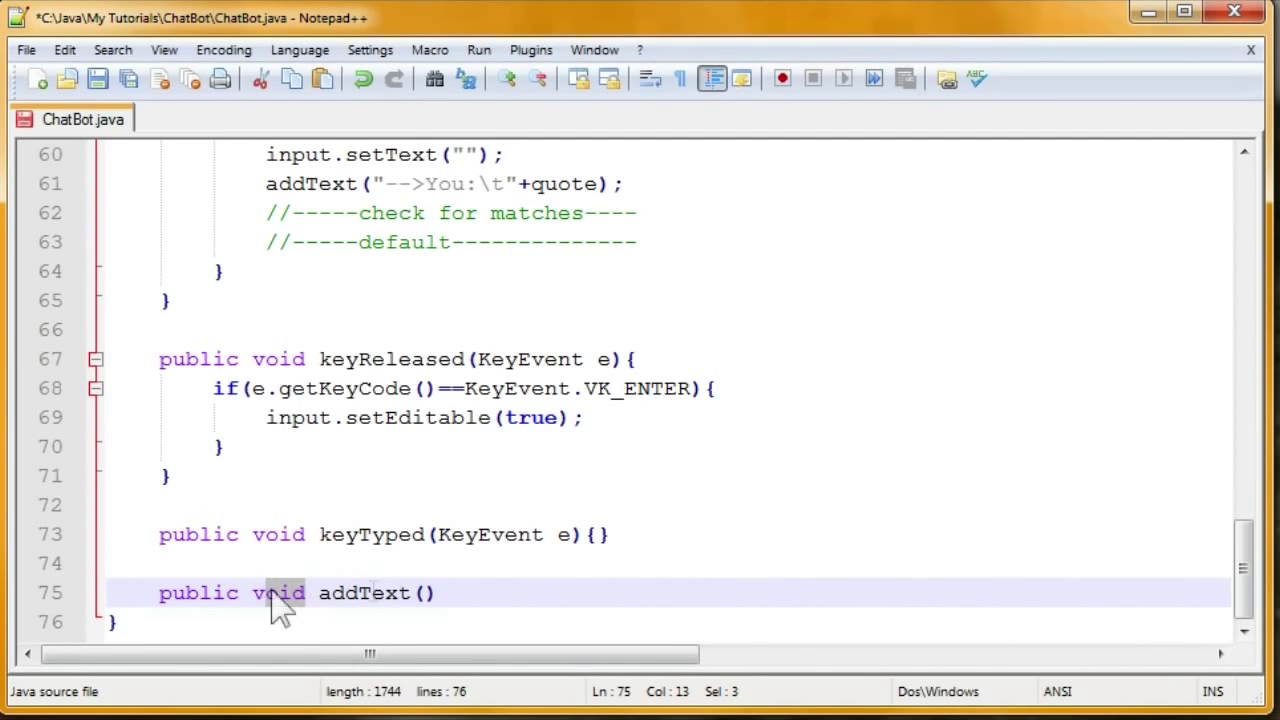 *C:\Java\My Tutorials\ChatBot\ChatBot.java - Notepad++
File Edit Search View Encoding Language Settings Macro Run Plugins Window ? X
ABC
ChatBot.java
60 input.setText("");
61 addText("-->You:\t"+quote);
62 //-----check for matches----
63 //-----default--------------
64 }
65 }
66
67 public void keyReleased(KeyEvent e){
68 if(e.getKeyCode()==KeyEvent.VK_ENTER){
69 input.setEditable(true);
70 }
71 }
72
73 public void keyTyped(KeyEvent e){}
74
75 public void addText()
76 }
Java source file length : 1744 lines : 76 Ln : 75 Col : 13 Sel : 3 Dos\Windows ANSI INS